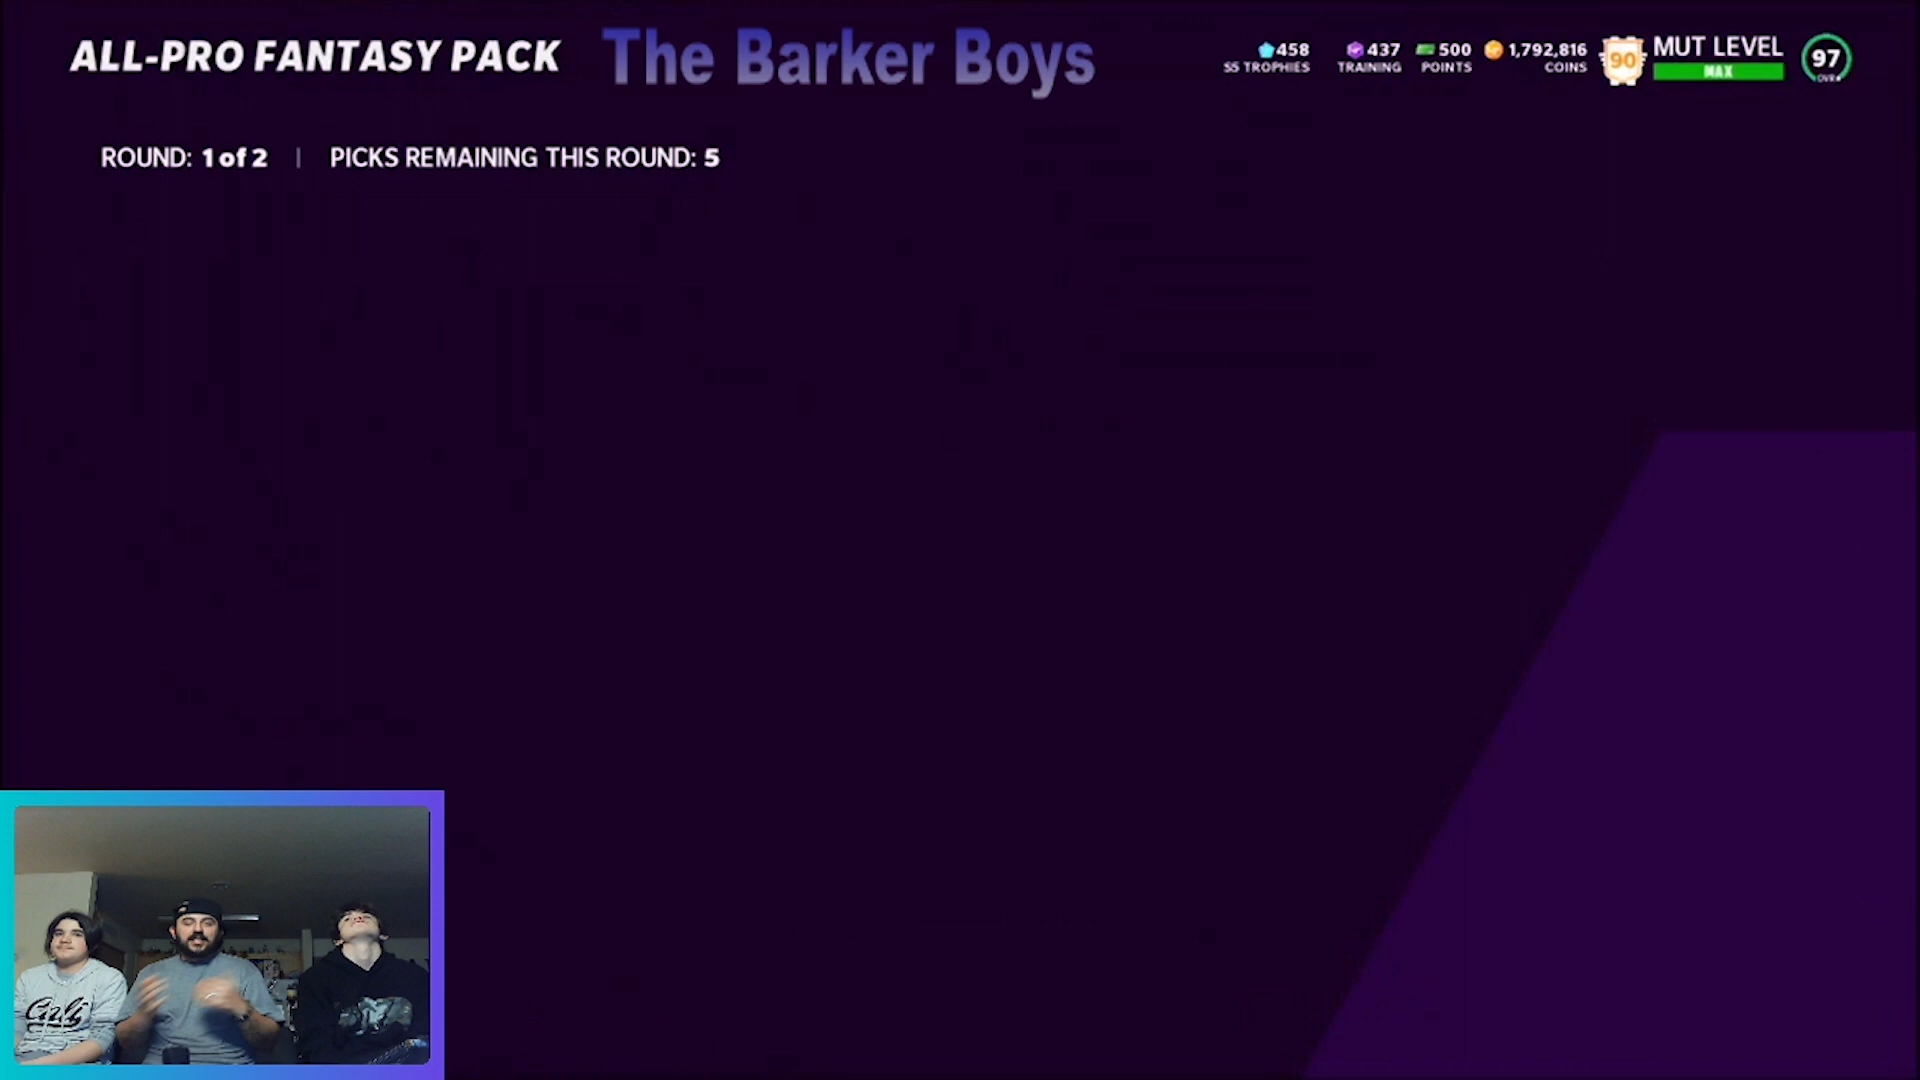 ALL-PRO FANTASY PACK
The Barker Boys
458
SS TROPHIES
437
TRAINING
500
POINTS
1,792,816
COINS
90
MUT LEVEL
MAX
97
OVR
ROUND: 1 of 2 | PICKS REMAINING THIS ROUND: 5